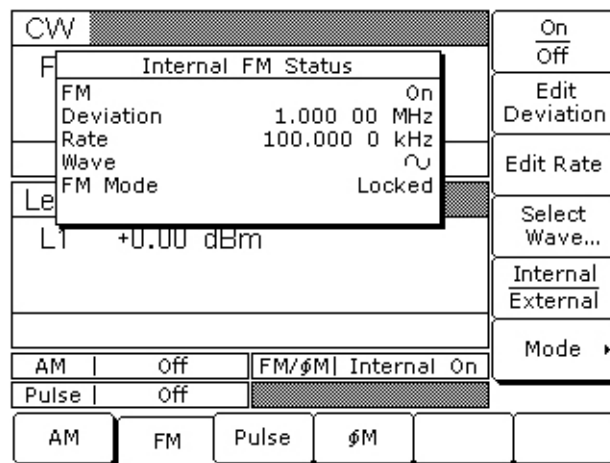 CW
F
Internal FM Status
FM On
Deviation 1.000 00 MHz
Rate 100.000 0 kHz
Wave
FM Mode Locked
Le
L1 +0.00 dBm
AM | Off
FM/ϕM| Internal On
Pulse | Off
On
Off
Edit
Deviation
Edit Rate
Select
Wave...
Internal
External
Mode
AM
FM
Pulse
ϕM